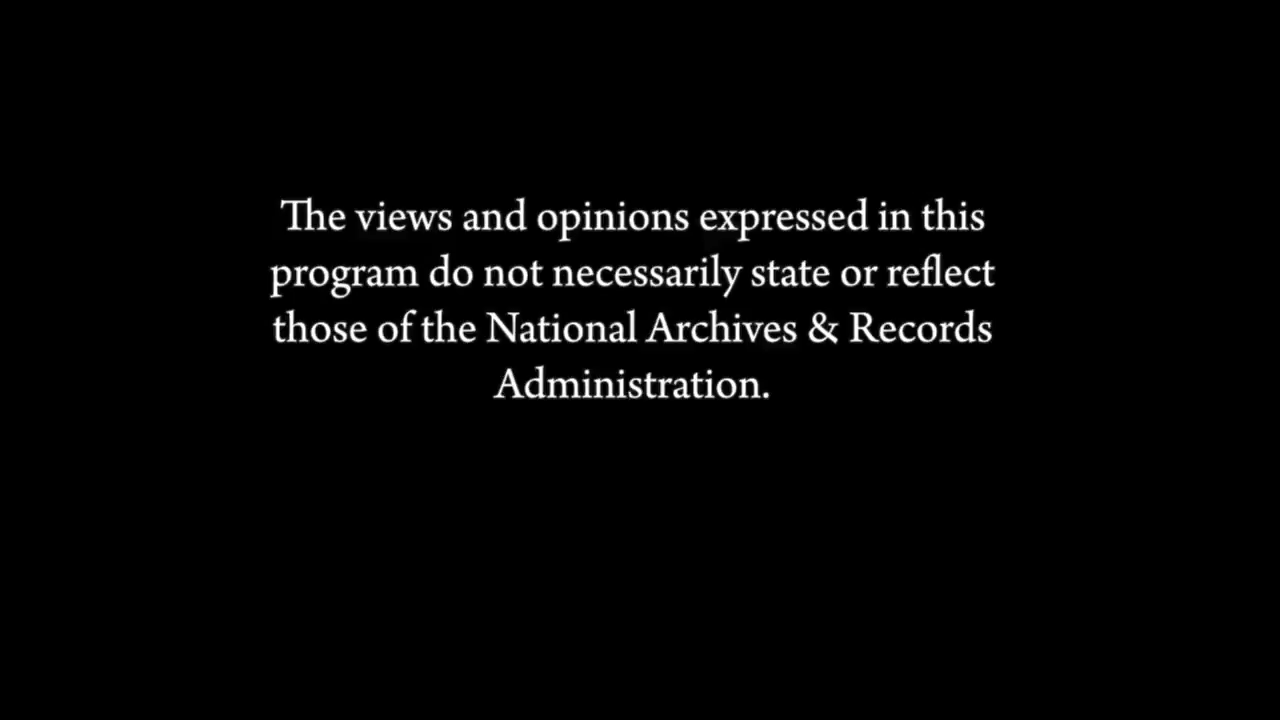 The views and opinions expressed in this
program do not necessarily state or reflect
those of the National Archives & Records
Administration.